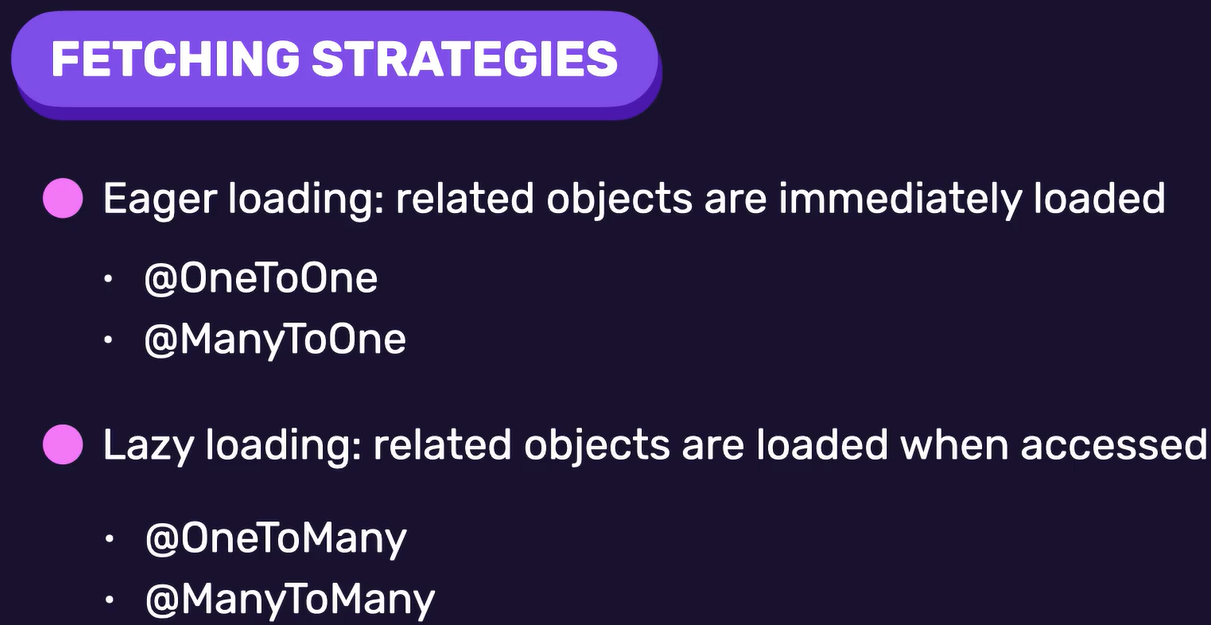 FETCHING STRATEGIES
Eager loading: related objects are immediately loaded
• @OneToOne
• @ManyToOne
Lazy loading: related objects are loaded when accessed
• @OneToMany
• @ManyToMany